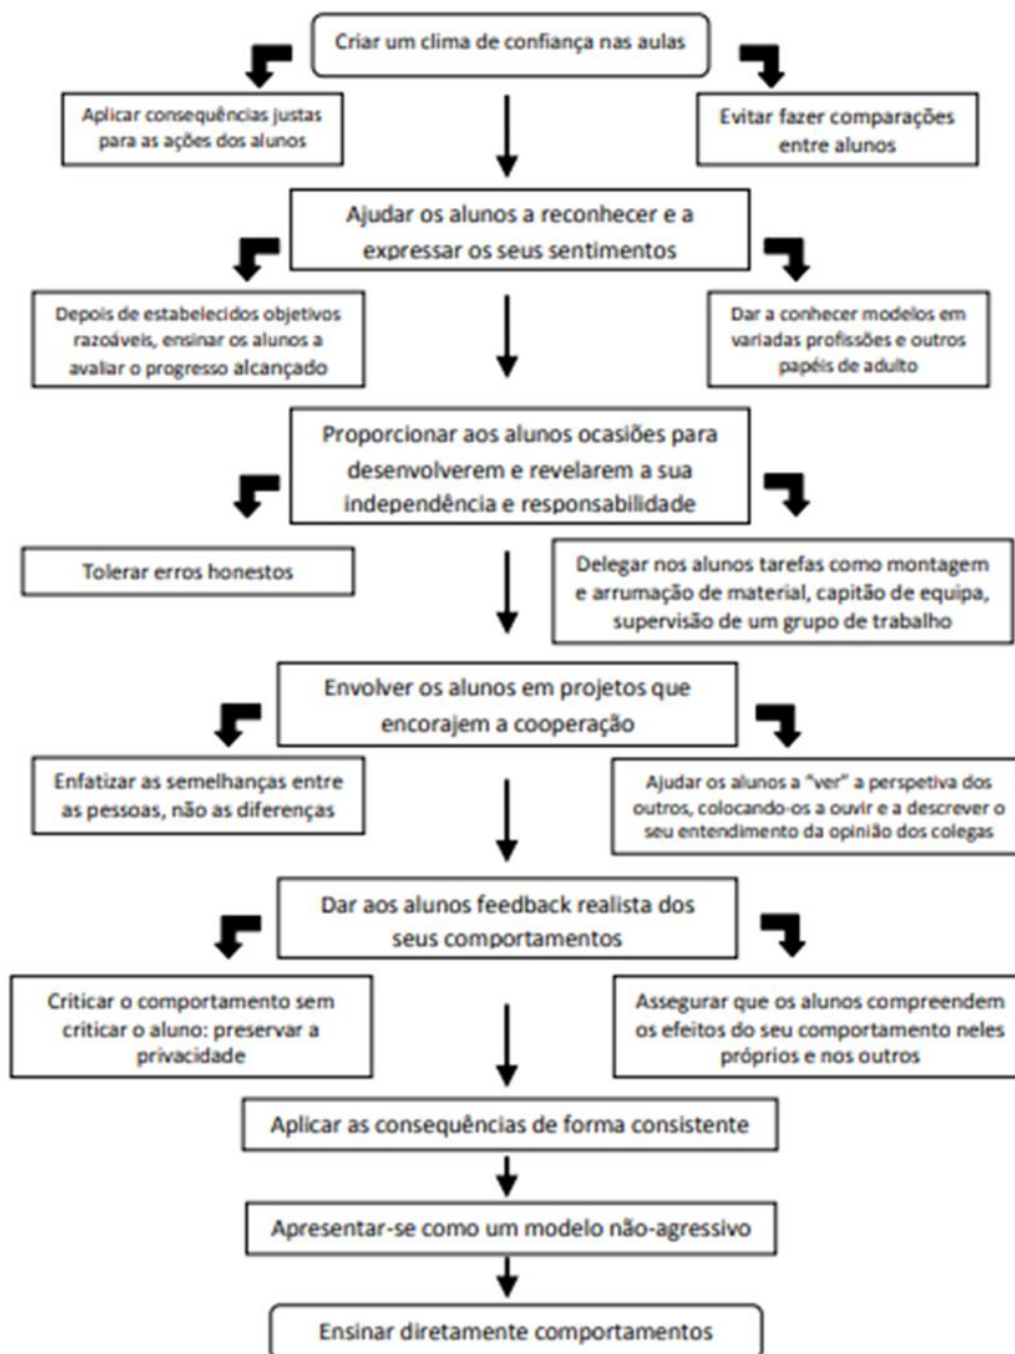 Criar um clima de confiança nas aulas
Aplicar consequências justas
para as ações dos alunos
Evitar fazer comparações
entre alunos
Ajudar os alunos a reconhecer e a
expressar os seus sentimentos
Depois de estabelecidos objetivos
razoáveis, ensinar os alunos a
avaliar o progresso alcançado
Dar a conhecer modelos em
variadas profissões e outros
papéis de adulto
Proporcionar aos alunos ocasiões para
desenvolverem e revelarem a sua
independência e responsabilidade
Tolerar erros honestos
Delegar nos alunos tarefas como montagem
e arrumação de material, capitão de equipa,
supervisão de um grupo de trabalho
Envolver os alunos em projetos que
encorajem a cooperação
Enfatizar as semelhanças entre
as pessoas, não as diferenças
Ajudar os alunos a "ver" a perspetiva dos
outros, colocando-os a ouvir e a descrever o
seu entendimento da opinião dos colegas
Dar aos alunos feedback realista dos
seus comportamentos
Criticar o comportamento sem
criticar o aluno: preservar a
privacidade
Assegurar que os alunos compreendem
os efeitos do seu comportamento neles
próprios e nos outros
Aplicar as consequências de forma consistente
Apresentar-se como um modelo não-agressivo
Ensinar diretamente comportamentos